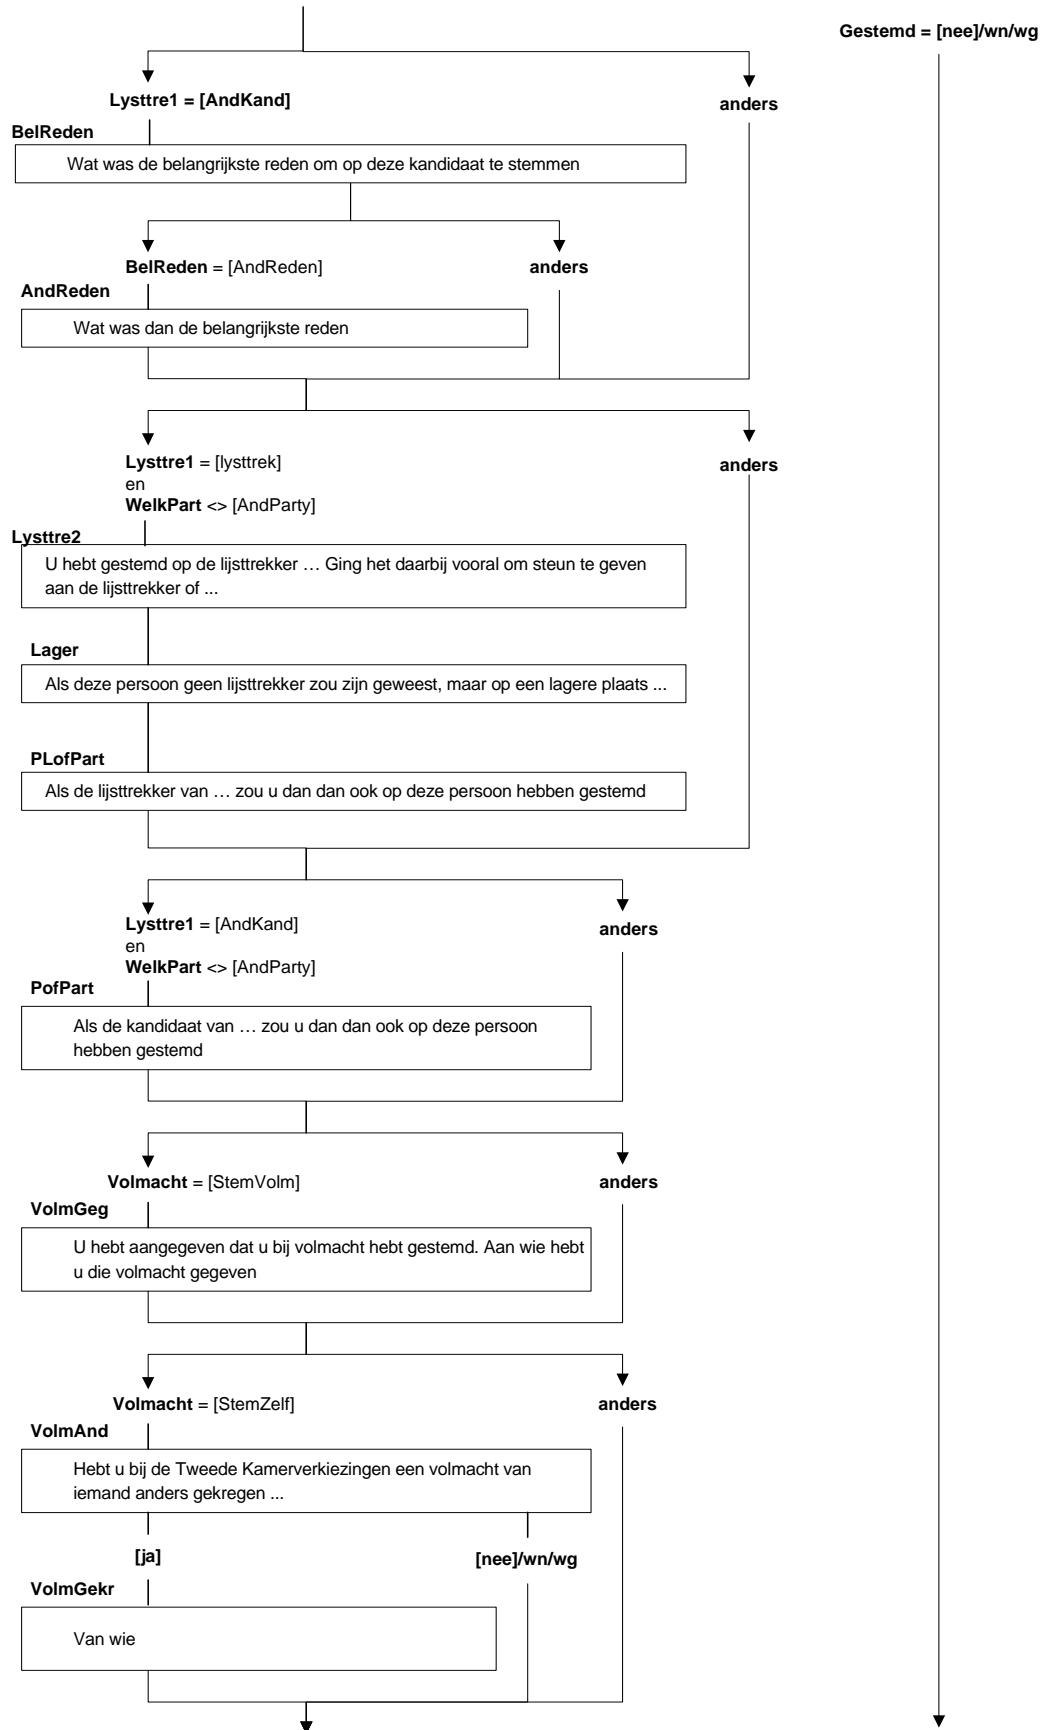 Gestemd = [nee]/wn/wg
Lysttre1 = [AndKand]
anders
BelReden
Wat was de belangrijkste reden om op deze kandidaat te stemmen
BelReden = [AndReden]
anders
AndReden
Wat was dan de belangrijkste reden
Lysttre1 = [lysttrek]
en
WelkPart <> [AndParty]
anders
Lysttre2
U hebt gestemd op de lijsttrekker … Ging het daarbij vooral om steun te geven
aan de lijsttrekker of ...
Lager
Als deze persoon geen lijsttrekker zou zijn geweest, maar op een lagere plaats ...
PLofPart
Als de lijsttrekker van … zou u dan dan ook op deze persoon hebben gestemd
Lysttre1 = [AndKand]
en
WelkPart <> [AndParty]
anders
PofPart
Als de kandidaat van … zou u dan dan ook op deze persoon
hebben gestemd
Volmacht = [StemVolm]
anders
VolmGeg
U hebt aangegeven dat u bij volmacht hebt gestemd. Aan wie hebt
u die volmacht gegeven
Volmacht = [StemZelf]
anders
VolmAnd
Hebt u bij de Tweede Kamerverkiezingen een volmacht van
iemand anders gekregen ...
[ja]
[nee]/wn/wg
VolmGekr
Van wie